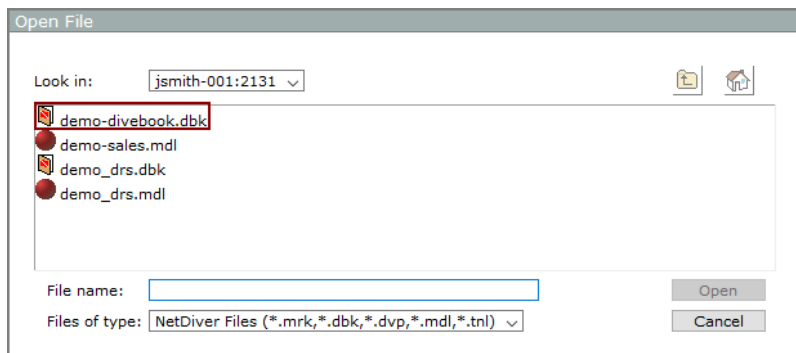 Open File
Look in: jsmith-001:2131
demo-divebook.dbk
demo-sales.mdl
demo_drs.dbk
demo_drs.mdl
File name: Open
Files of type: NetDiver Files (*.mrk,*.dbk,*.dvp,*.mdl,*.tnl) Cancel